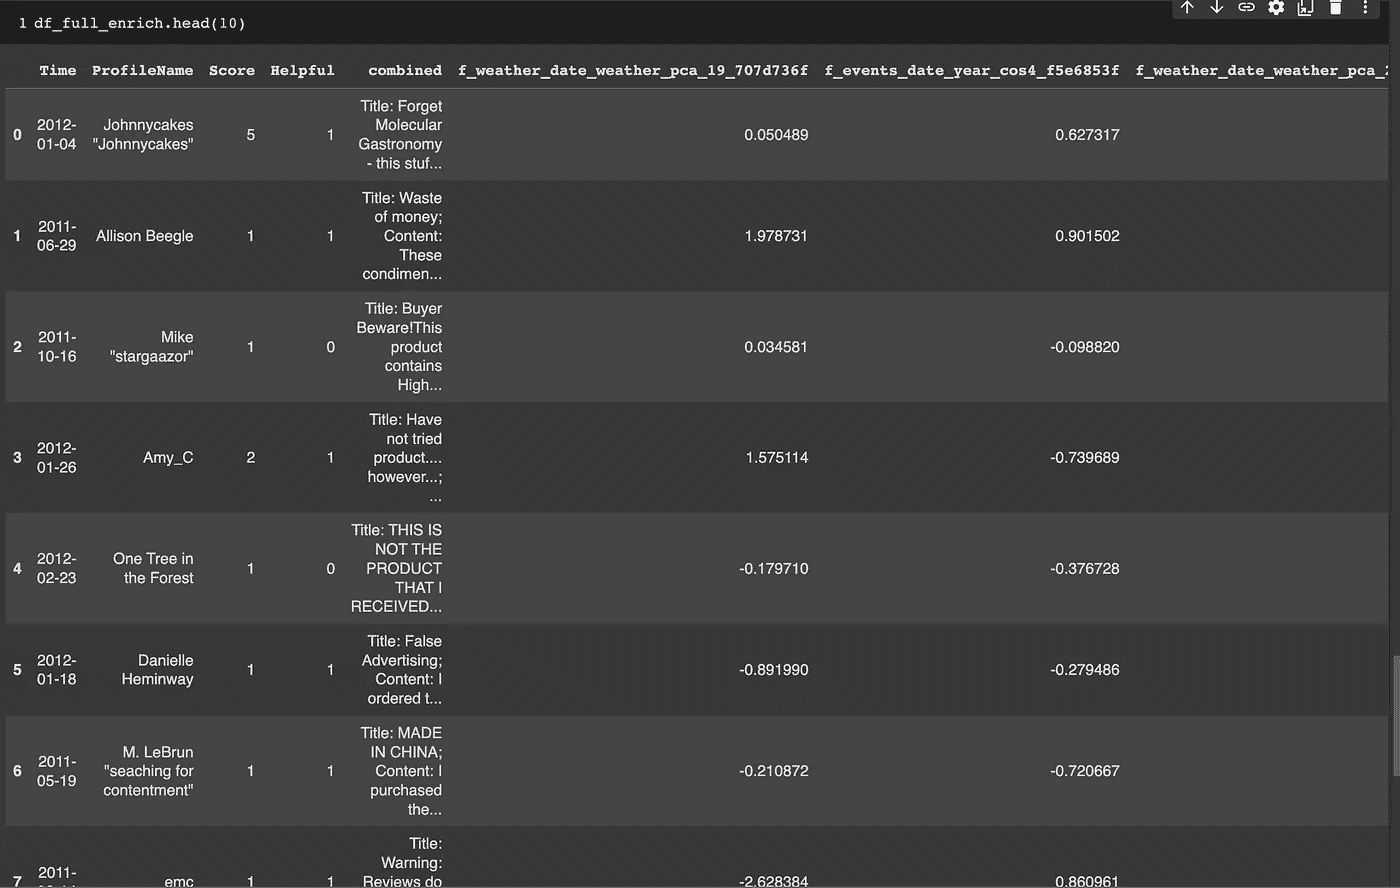 1 df_full_enrich.head(10)
Time ProfileName Score Helpful combined f_weather_date_weather_pca_19_707d736f f_events_date_year_cos4_f5e6853f f_weather_date_weather_pca_
0 2012-01-04 Johnnycakes "Johnnycakes" 5 1 Title: Forget Molecular Gastronomy - this stuf... 0.050489 0.627317
1 2011-06-29 Allison Beegle 1 1 Title: Waste of money; Content: These condimen... 1.978731 0.901502
2 2011-10-16 Mike "stargaazor" 1 0 Title: Buyer Beware!This product contains High... 0.034581 -0.098820
3 2012-01-26 Amy_C 2 1 Title: Have not tried product.... however...; ... 1.575114 -0.739689
4 2012-02-23 One Tree in the Forest 1 0 Title: THIS IS NOT THE PRODUCT THAT I RECEIVED... -0.179710 -0.376728
5 2012-01-18 Danielle Heminway 1 1 Title: False Advertising; Content: I ordered t... -0.891990 -0.279486
6 2011-05-19 M. LeBrun "seaching for contentment" 1 1 Title: MADE IN CHINA; Content: I purchased the... -0.210872 -0.720667
7 2011- emc 1 1 Title: Warning: Reviews do -2.628384 0.860961